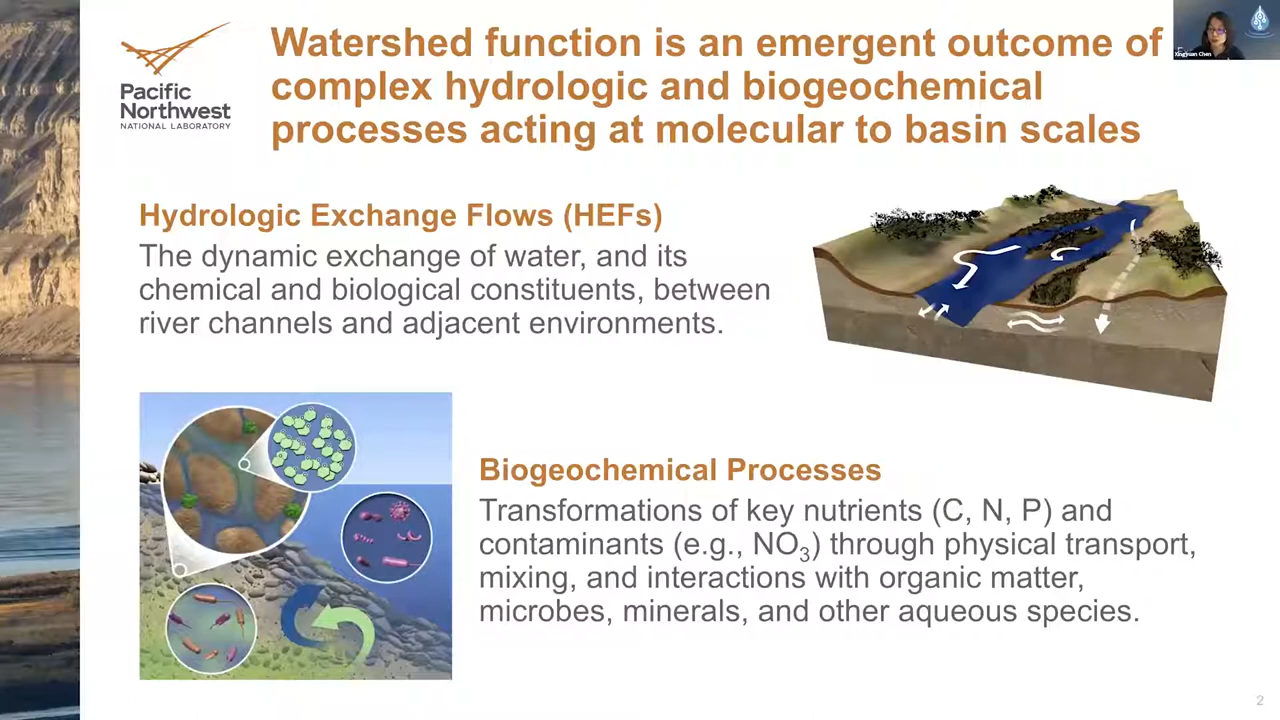 Pacific
Northwest
NATIONAL LABORATORY
Watershed function is an emergent outcome of
complex hydrologic and biogeochemical
processes acting at molecular to basin scales
Xingyuan Chen
Hydrologic Exchange Flows (HEFs)
The dynamic exchange of water, and its
chemical and biological constituents, between
river channels and adjacent environments.
Biogeochemical Processes
Transformations of key nutrients (C, N, P) and
contaminants (e.g., NO₃) through physical transport,
mixing, and interactions with organic matter,
microbes, minerals, and other aqueous species.
2